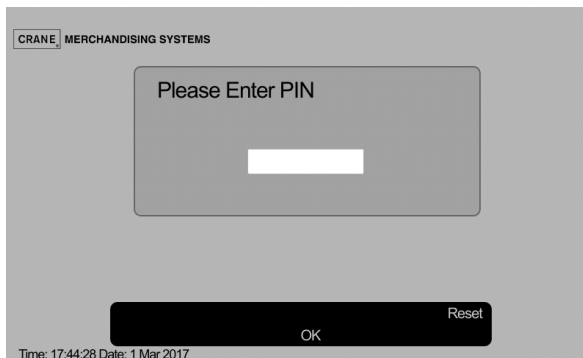 CRANE® MERCHANDISING SYSTEMS
Please Enter PIN
Reset
OK
Time: 17:44:28 Date: 1 Mar 2017